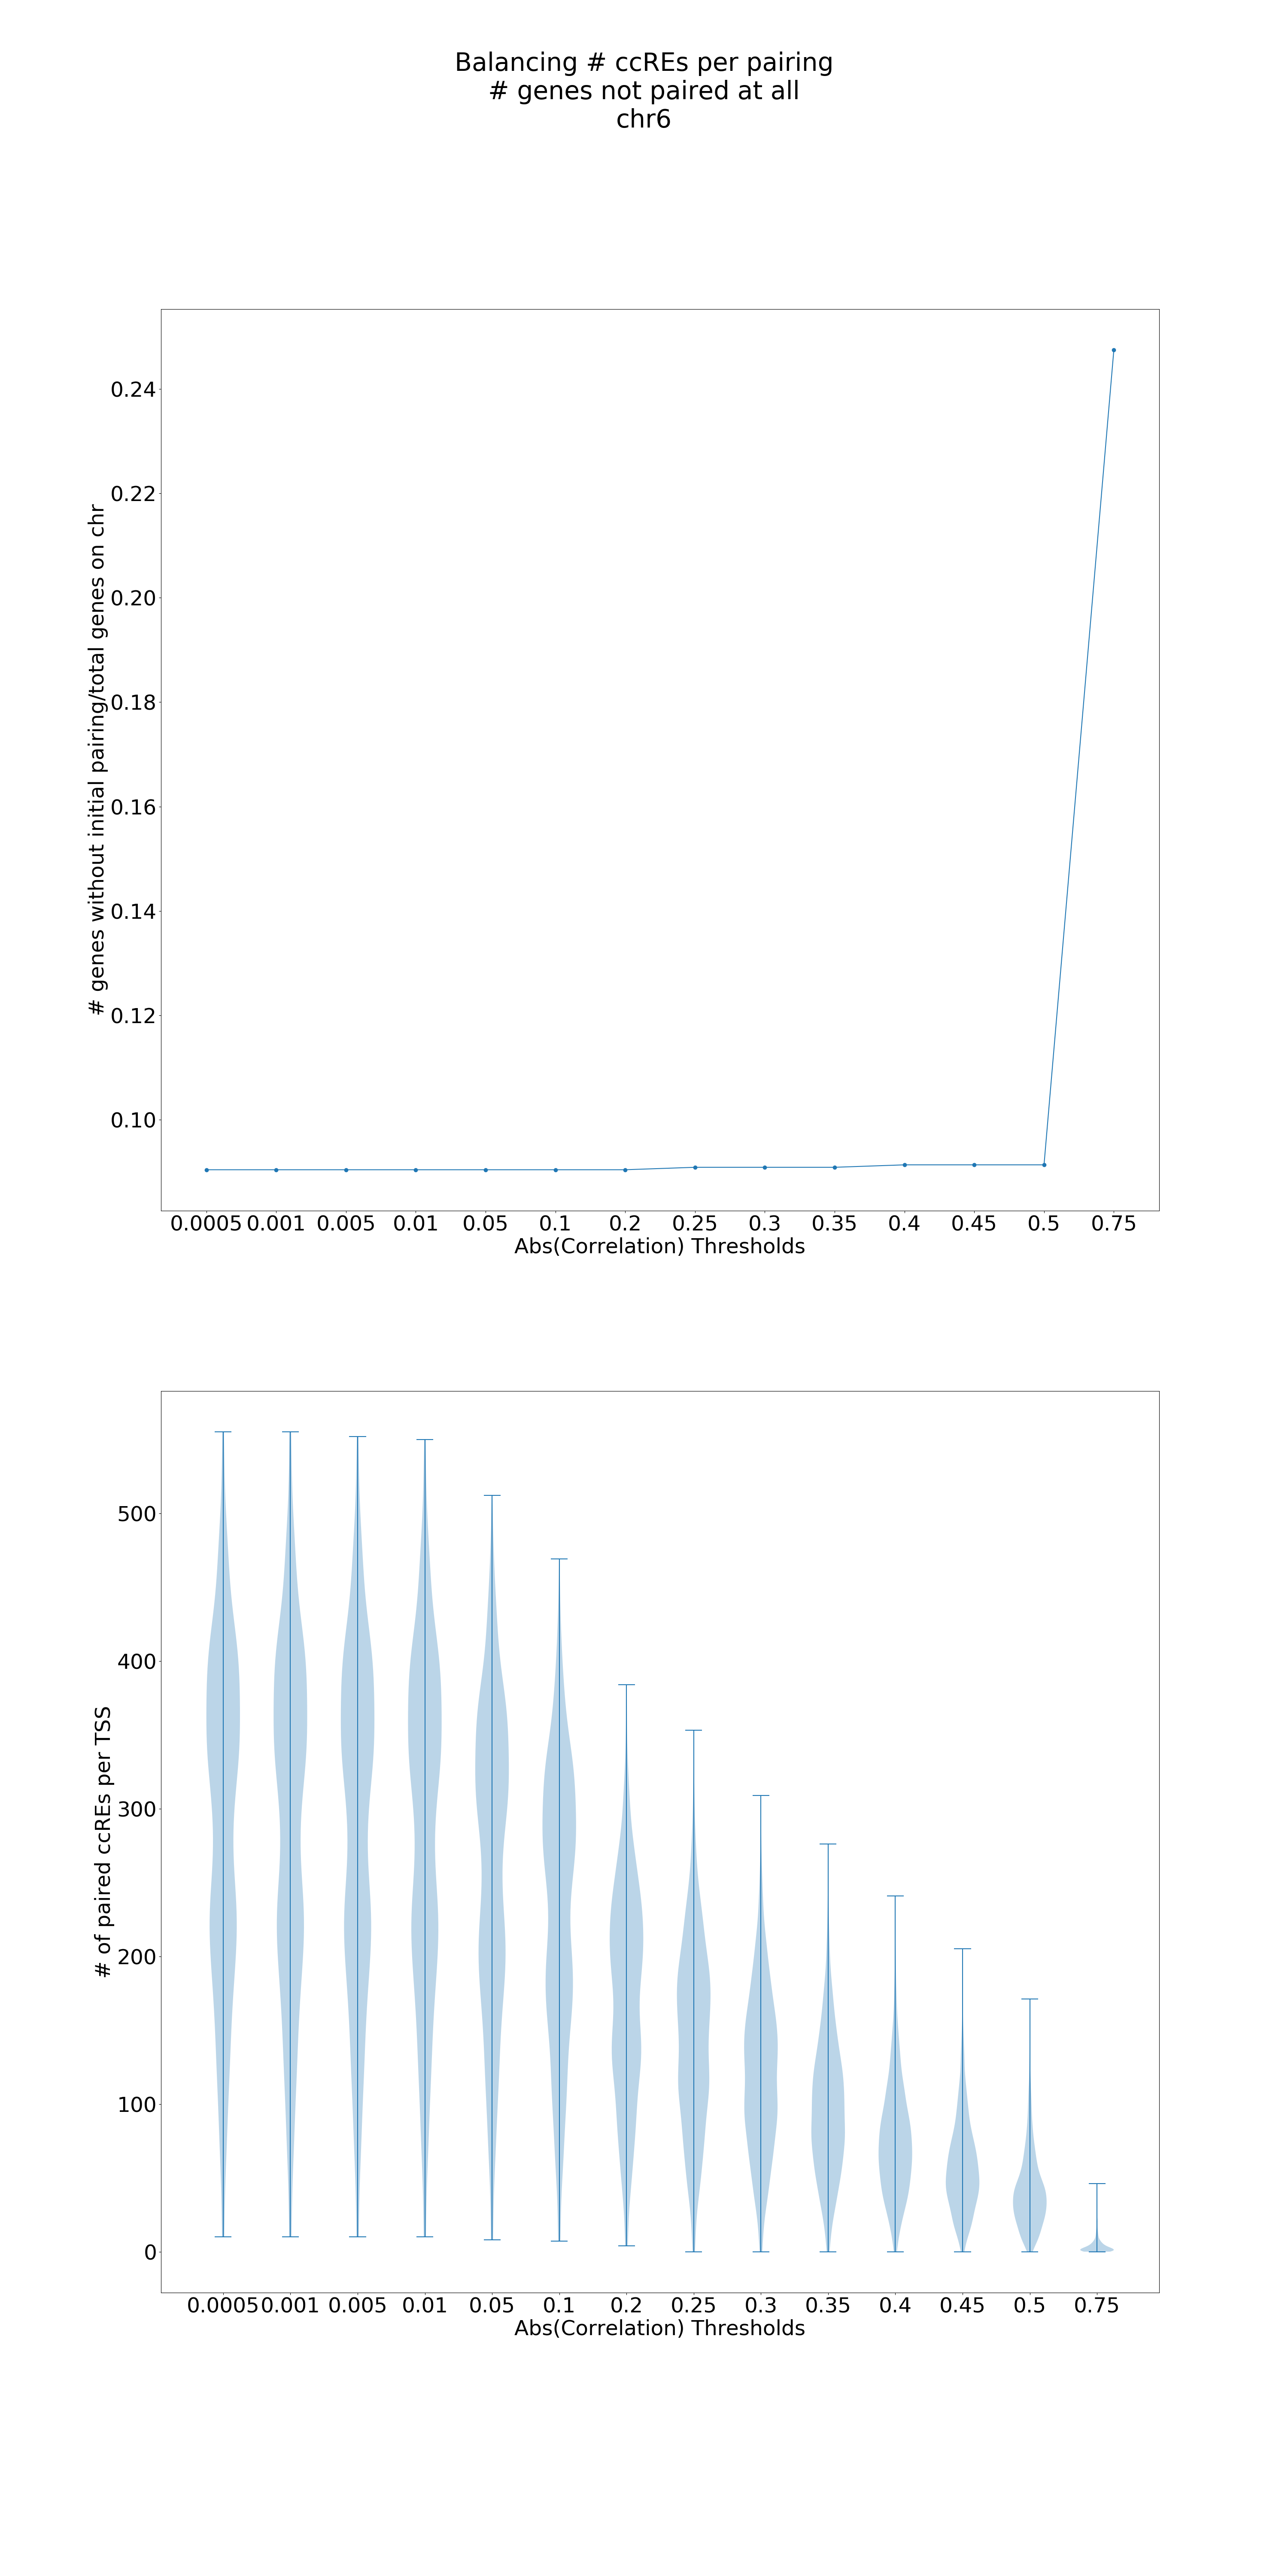 Balancing # ccREs per pairing
# genes not paired at all
chr6
# genes without initial pairing/total genes on chr
0.24
0.22
0.20
0.18
0.16
0.14
0.12
0.10
0.0005 0.001 0.005 0.01 0.05 0.1 0.2 0.25 0.3 0.35 0.4 0.45 0.5 0.75
Abs(Correlation) Thresholds
# of paired ccREs per TSS
500
400
300
200
100
0
0.0005 0.001 0.005 0.01 0.05 0.1 0.2 0.25 0.3 0.35 0.4 0.45 0.5 0.75
Abs(Correlation) Thresholds